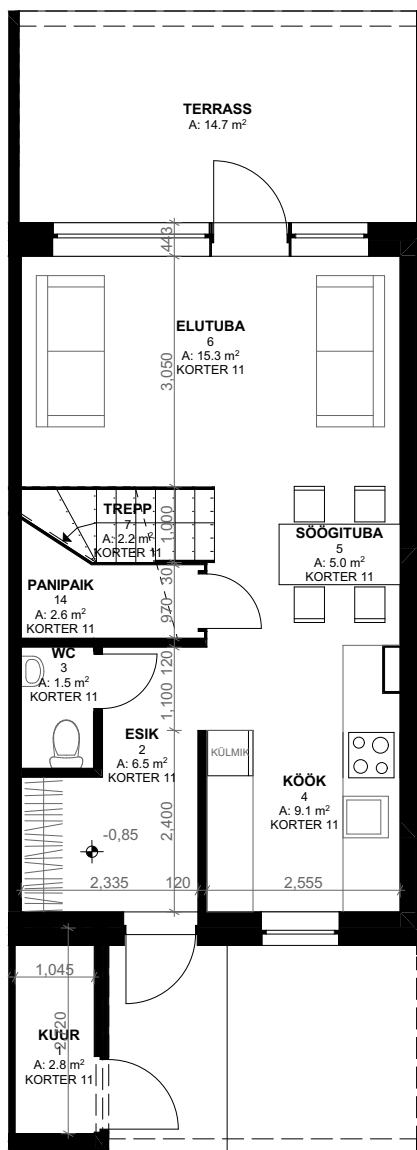 TERRASS
A: 14.7 m²
443
ELUTUBA
6
A: 15.3 m²
KORTER 11
3,050
TREPP
7
A: 2.2 m²
KORTER 11
1,000
SÖÖGITUBA
5
A: 5.0 m²
KORTER 11
30
PANIPAIK
14
A: 2.6 m²
KORTER 11
970
WC
3
A: 1.5 m²
KORTER 11
120
1,100
ESIK
2
A: 6.5 m²
KORTER 11
KÜLMIK
KÖÖK
4
A: 9.1 m²
KORTER 11
-0,85
2,400
2,335
120
2,555
1,045
KUUR
1
A: 2.8 m²
KORTER 11